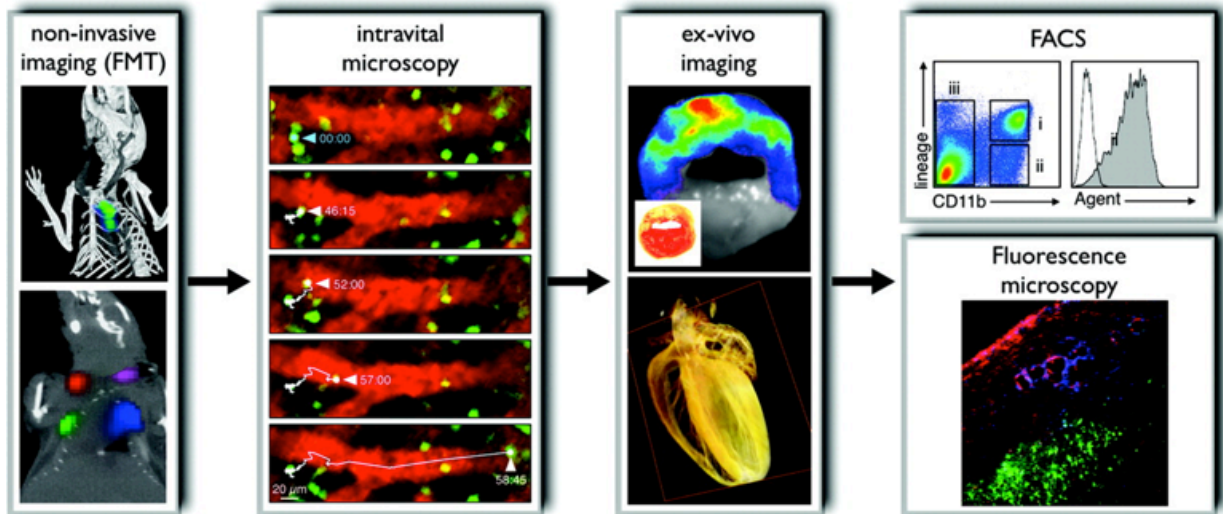 non-invasive
imaging (FMT)
intravital
microscopy
00:00
46:15
52:00
57:00
58:45
20 µm
ex-vivo
imaging
FACS
iii
i
ii
lineage
CD11b
ii
Agent
Fluorescence
microscopy